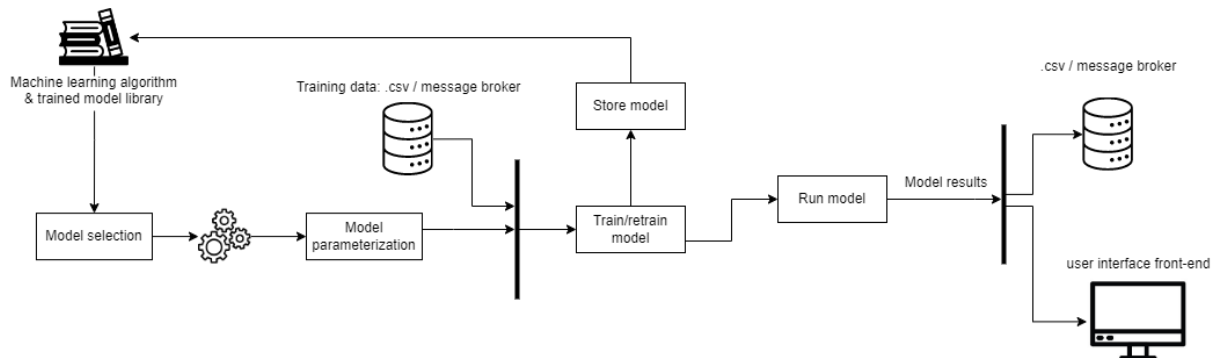 Machine learning algorithm
& trained model library
Training data: .csv / message broker
Store model
.csv / message broker
Model selection
Model
parameterization
Train/retrain
model
Run model
Model results
user interface front-end